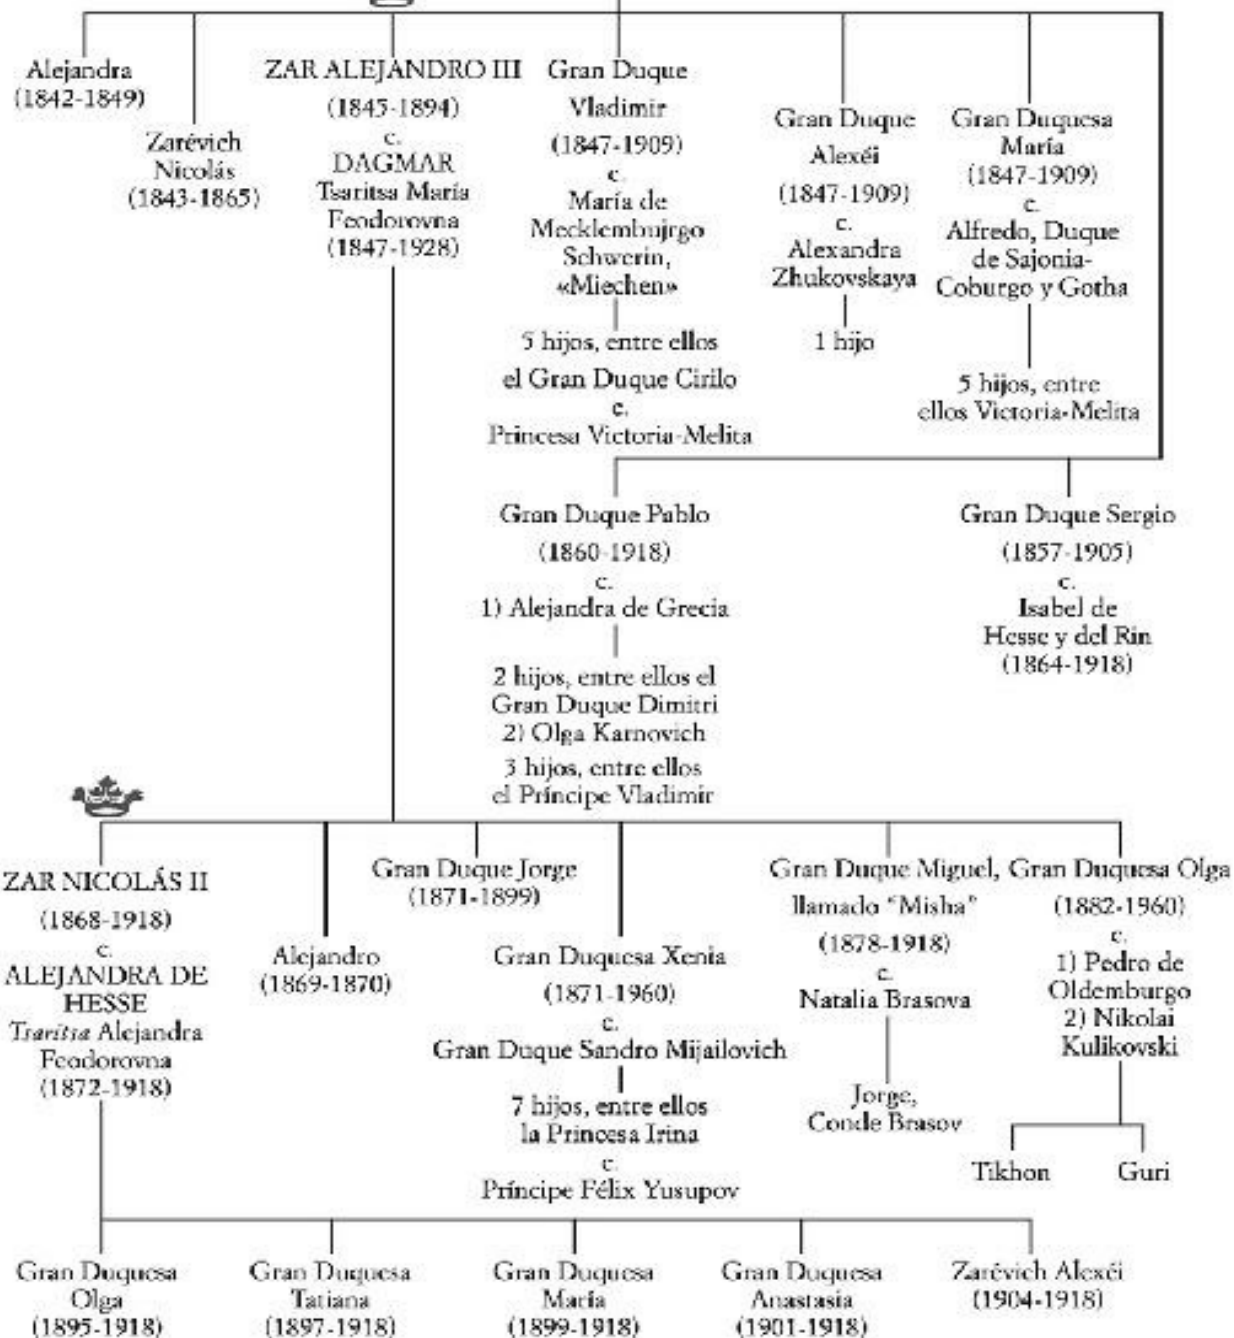 Alejandra
(1842-1849)
Zarévich
Nicolás
(1843-1865)
ZAR ALEJANDRO III
(1845-1894)
c.
DAGMAR
Tsaritsa María
Feodorovna
(1847-1928)
Gran Duque
Vladimir
(1847-1909)
c.
María de
Mecklembujrgo
Schwerin,
«Miechen»
5 hijos, entre ellos
el Gran Duque Cirilo
c.
Princesa Victoria-Melita
Gran Duque
Alexéi
(1847-1909)
c.
Alexandra
Zhukovskaya
1 hijo
Gran Duquesa
María
(1847-1909)
c.
Alfredo, Duque
de Sajonia-
Coburgo y Gotha
5 hijos, entre
ellos Victoria-Melita
Gran Duque Pablo
(1860-1918)
c.
1) Alejandra de Grecia
2 hijos, entre ellos el
Gran Duque Dimitri
2) Olga Karnovich
3 hijos, entre ellos
el Príncipe Vladimir
Gran Duque Sergio
(1857-1905)
c.
Isabel de
Hesse y del Rin
(1864-1918)
ZAR NICOLÁS II
(1868-1918)
c.
ALEJANDRA DE
HESSE
Tsaritsa Alejandra
Feodorovna
(1872-1918)
Alejandro
(1869-1870)
Gran Duque Jorge
(1871-1899)
Gran Duquesa Xenia
(1871-1960)
c.
Gran Duque Sandro Mijailovich
7 hijos, entre ellos
la Princesa Irina
c.
Príncipe Félix Yusupov
Gran Duque Miguel,
llamado “Misha”
(1878-1918)
c.
Natalia Brasova
Jorge,
Conde Brasov
Gran Duquesa Olga
(1882-1960)
c.
1) Pedro de
Oldemburgo
2) Nikolai
Kulikovski
Tikhon
Guri
Gran Duquesa
Olga
(1895-1918)
Gran Duquesa
Tatiana
(1897-1918)
Gran Duquesa
María
(1899-1918)
Gran Duquesa
Anastasia
(1901-1918)
Zarévich Alexéi
(1904-1918)